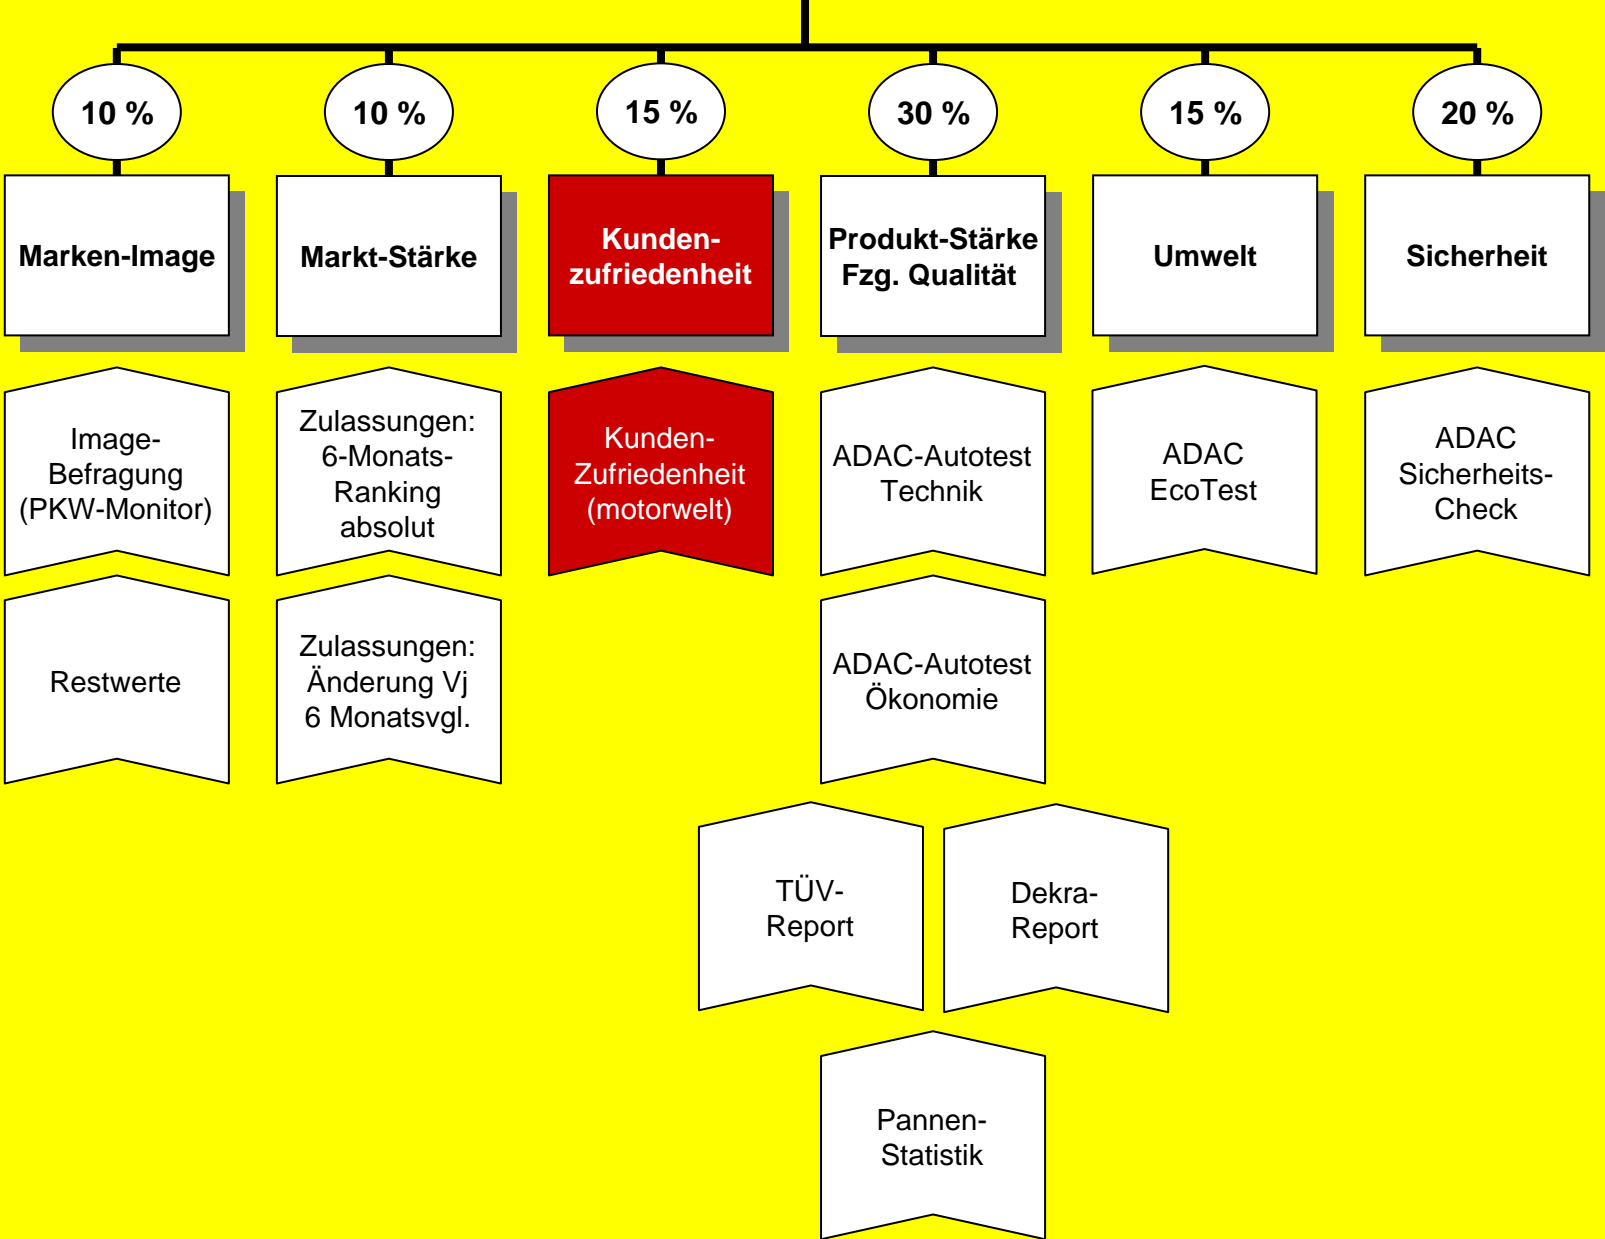 10 %
10 %
15 %
30 %
15 %
20 %
Marken-Image
Markt-Stärke
Kunden-
zufriedenheit
Produkt-Stärke
Fzg. Qualität
Umwelt
Sicherheit
Image-
Befragung
(PKW-Monitor)
Zulassungen:
6-Monats-
Ranking
absolut
Kunden-
Zufriedenheit
(motorwelt)
ADAC-Autotest
Technik
ADAC
EcoTest
ADAC
Sicherheits-
Check
Restwerte
Zulassungen:
Änderung Vj
6 Monatsvgl.
ADAC-Autotest
Ökonomie
TÜV-
Report
Dekra-
Report
Pannen-
Statistik